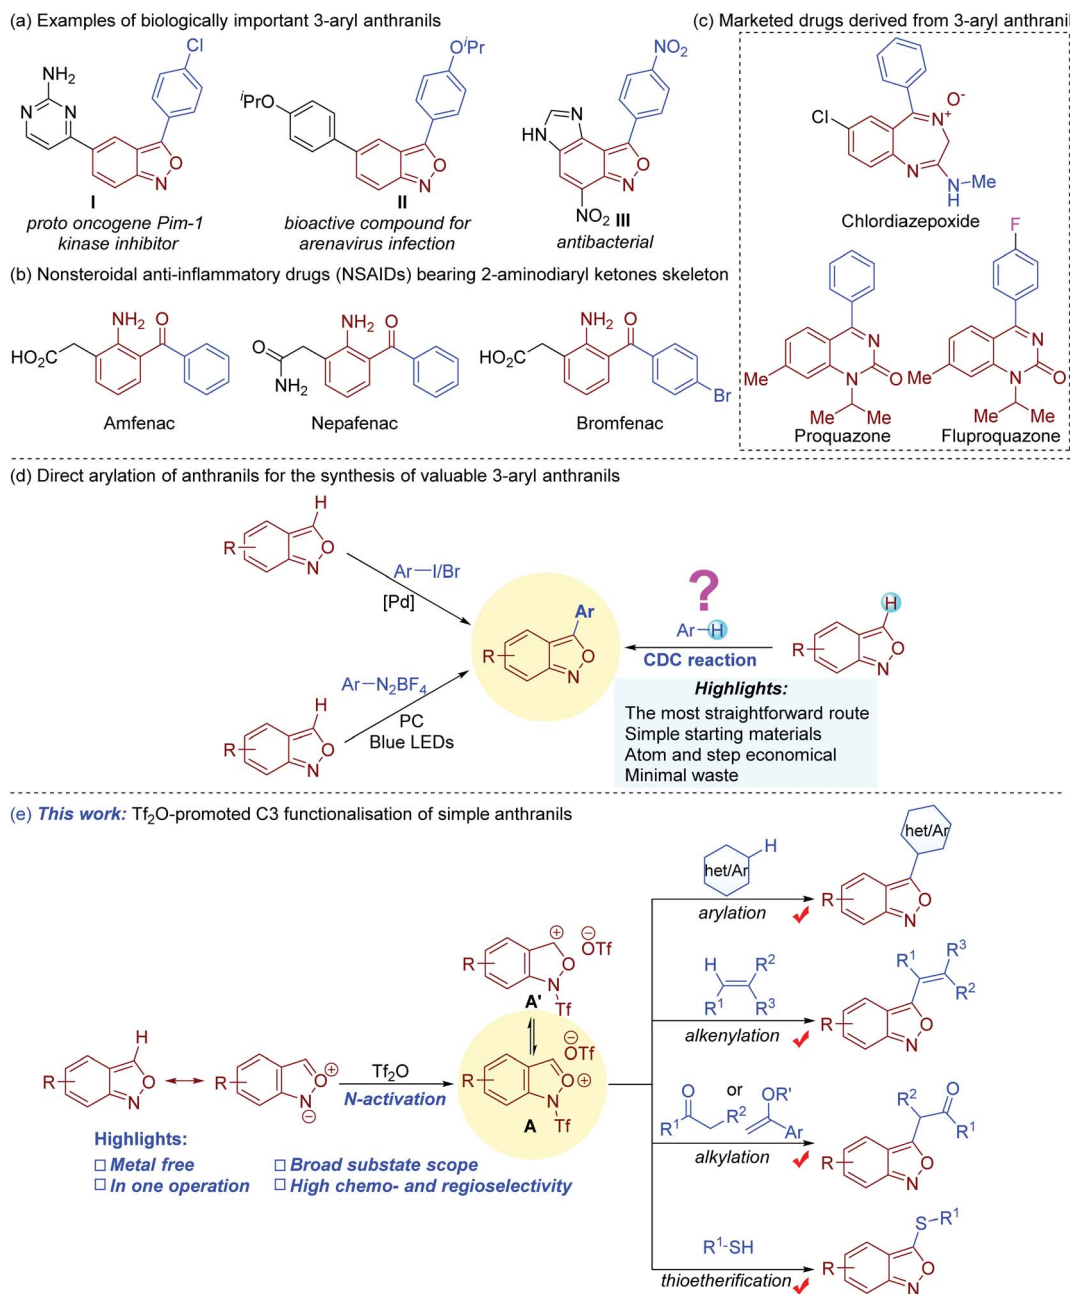 (a) Examples of biologically important 3-aryl anthranils
(c) Marketed drugs derived from 3-aryl anthranil
Cl
NH2
N
N
O
N
I
proto oncogene Pim-1
kinase inhibitor
OiPr
iPrO
O
N
II
bioactive compound for
arenavirus infection
NO2
N
HN
O
N
NO2
III
antibacterial
O-
Cl
N+
N
N
H
Me
Chlordiazepoxide
(b) Nonsteroidal anti-inflammatory drugs (NSAIDs) bearing 2-aminodiaryl ketones skeleton
NH2 O
HO2C
Amfenac
NH2 O
O
NH2
Nepafenac
NH2 O
HO2C
Br
Bromfenac
N
N
O
Me
Me
Me
Proquazone
F
N
N
O
Me
Me
Me
Fluproquazone
(d) Direct arylation of anthranils for the synthesis of valuable 3-aryl anthranils
H
R
O
N
Ar—I/Br
[Pd]
H
R
O
N
Ar—N2BF4
PC
Blue LEDs
Ar
R
O
N
?
Ar—H
CDC reaction
H
R
O
N
Highlights:
The most straightforward route
Simple starting materials
Atom and step economical
Minimal waste
(e) This work: Tf2O-promoted C3 functionalisation of simple anthranils
H
R
O
N
R
O
+
N
−
Tf2O
N-activation
+
−
OTf
R
O
N
Tf
A'
−
OTf
R
O
+
N
Tf
A
Highlights:
Metal free
Broad substate scope
In one operation
High chemo- and regioselectivity
H
het/Ar
arylation
het/Ar
R
O
N
H
R2
R1
R3
alkenylation
R1
R3
R2
R
O
N
O
R1
R2
or
OR'
Ar
alkylation
R2
O
R1
R
O
N
R1-SH
thioetherification
S
R1
R
O
N